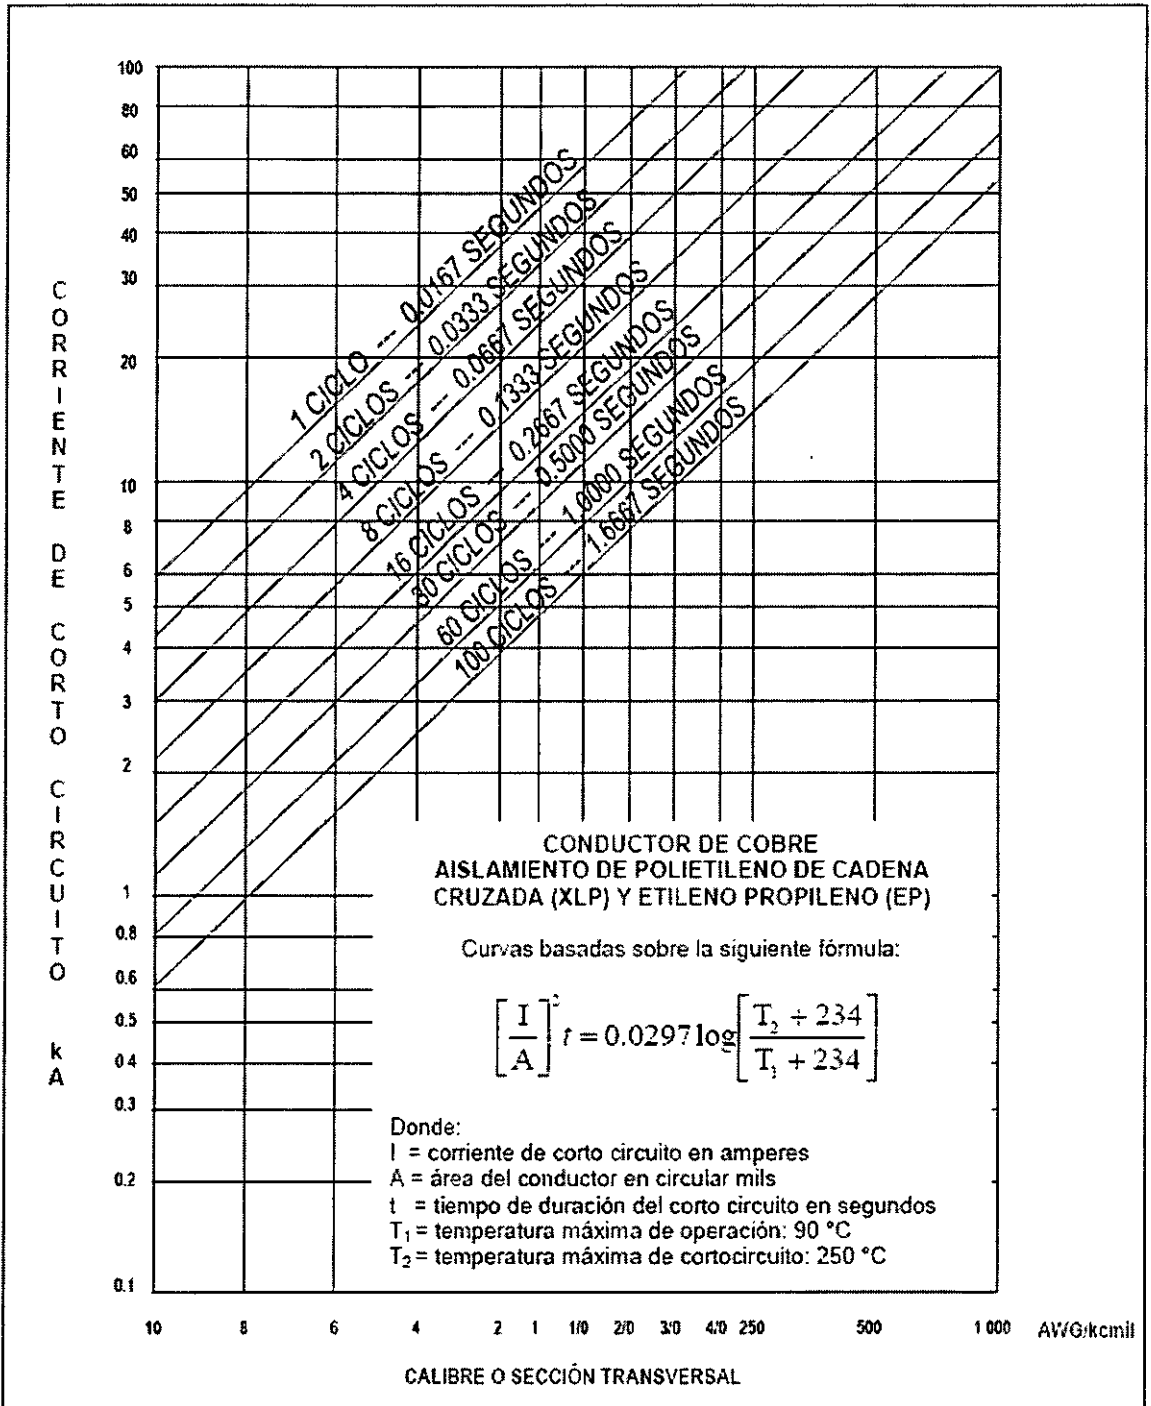 100
80
60
50
40
30
20
10
8
6
5
4
3
2
1
0.8
0.6
0.5
0.4
0.3
0.2
0.1
CORRIENTE DE CORTO CIRCUITO kA
1 CICLO --- 0.0167 SEGUNDOS
2 CICLOS --- 0.0333 SEGUNDOS
4 CICLOS --- 0.0667 SEGUNDOS
8 CICLOS --- 0.1333 SEGUNDOS
16 CICLOS --- 0.2667 SEGUNDOS
30 CICLOS --- 0.5000 SEGUNDOS
60 CICLOS --- 1.0000 SEGUNDOS
100 CICLOS --- 1.6667 SEGUNDOS
CONDUCTOR DE COBRE
AISLAMIENTO DE POLIETILENO DE CADENA
CRUZADA (XLP) Y ETILENO PROPILENO (EP)
Curvas basadas sobre la siguiente fórmula:
[I/A]² t = 0.0297 log[(T₂ + 234)/(T₁ + 234)]
Donde:
I = corriente de corto circuito en amperes
A = área del conductor en circular mils
t = tiempo de duración del corto circuito en segundos
T₁ = temperatura máxima de operación: 90 °C
T₂ = temperatura máxima de cortocircuito: 250 °C
10 8 6 4 2 1 1/0 2/0 3/0 4/0 250 500 1 000 AWG/kcmil
CALIBRE O SECCIÓN TRANSVERSAL